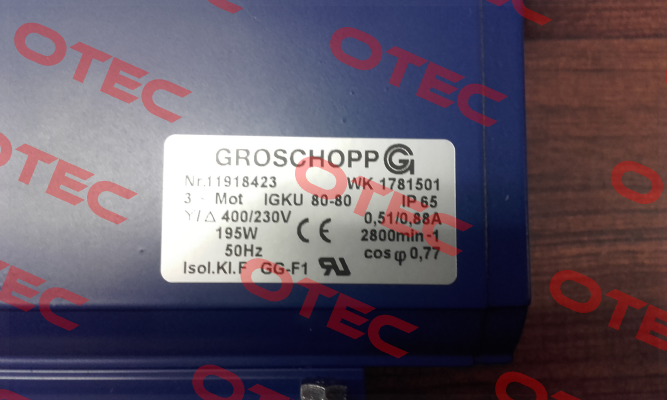 OTEC
OTEC
OTEC
GROSCHOPP
Nr.11918423 WK 1781501
3 ~ Mot IGKU 80-80 IP 65
Y/Δ 400/230V 0,51/0,88A
195W CE 2800min-1
50Hz cos φ 0,77
Isol.Kl.F GG-F1
OTEC
OTEC
OTEC
OTEC